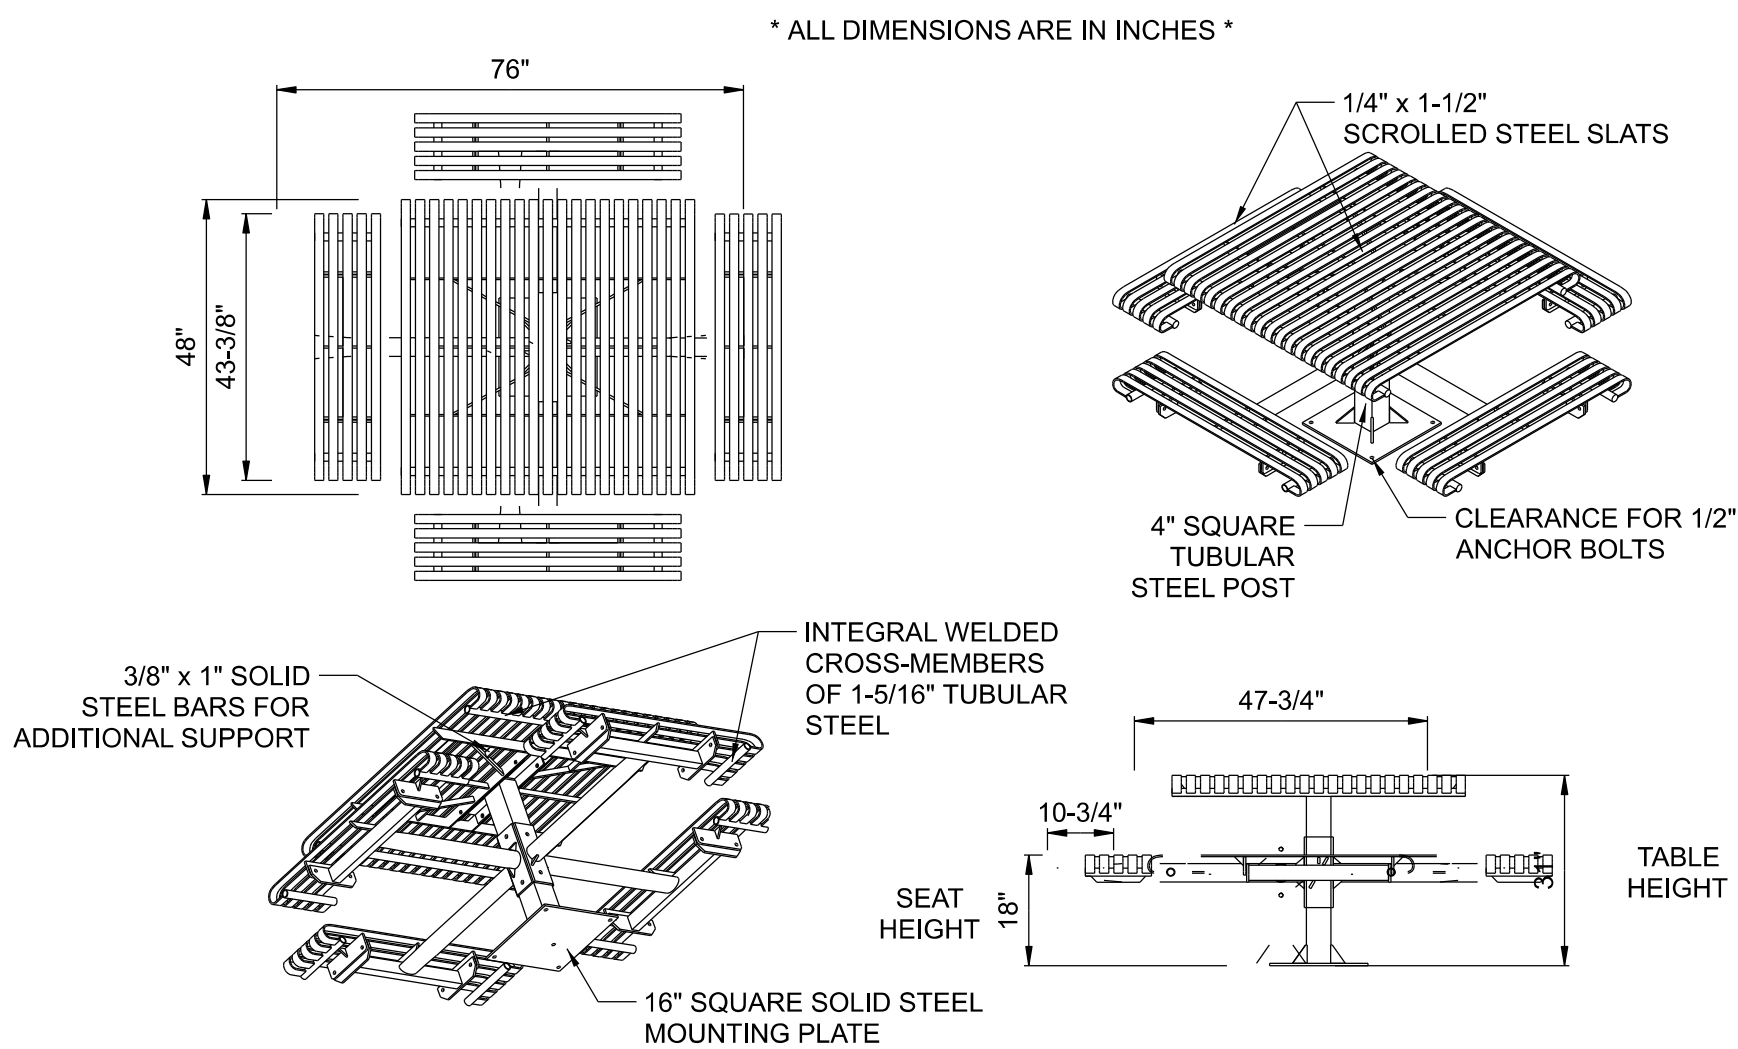 * ALL DIMENSIONS ARE IN INCHES *
76"
48"
43-3/8"
1/4" x 1-1/2"
SCROLLED STEEL SLATS
4" SQUARE
TUBULAR
STEEL POST
CLEARANCE FOR 1/2"
ANCHOR BOLTS
3/8" x 1" SOLID
STEEL BARS FOR
ADDITIONAL SUPPORT
INTEGRAL WELDED
CROSS-MEMBERS
OF 1-5/16" TUBULAR
STEEL
16" SQUARE SOLID STEEL
MOUNTING PLATE
47-3/4"
10-3/4"
SEAT
HEIGHT
18"
TABLE
HEIGHT